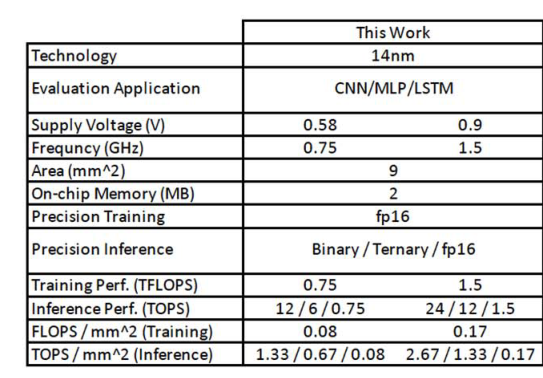 This Work
Technology 14nm
Evaluation Application CNN/MLP/LSTM
Supply Voltage (V) 0.58 0.9
Frequncy (GHz) 0.75 1.5
Area (mm^2) 9
On-chip Memory (MB) 2
Precision Training fp16
Precision Inference Binary / Ternary / fp16
Training Perf. (TFLOPS) 0.75 1.5
Inference Perf. (TOPS) 12 / 6 / 0.75 24 / 12 / 1.5
FLOPS / mm^2 (Training) 0.08 0.17
TOPS / mm^2 (Inference) 1.33 / 0.67 / 0.08 2.67 / 1.33 / 0.17